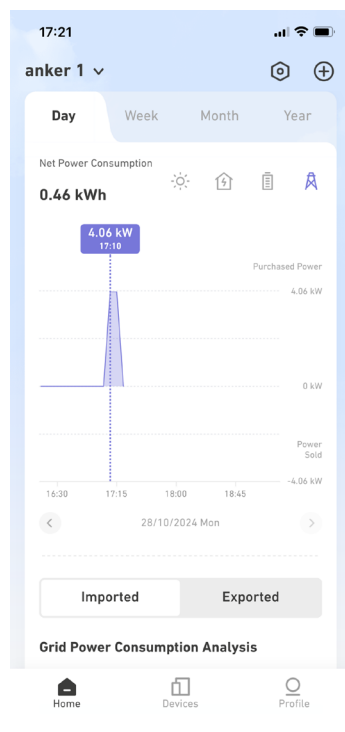 17:21
anker 1
Day Week Month Year
Net Power Consumption
0.46 kWh
4.06 kW
17:10
Purchased Power
4.06 kW
0 kW
Power
Sold
-4.06 kW
16:30 17:15 18:00 18:45
28/10/2024 Mon
Imported Exported
Grid Power Consumption Analysis
Home Devices Profile